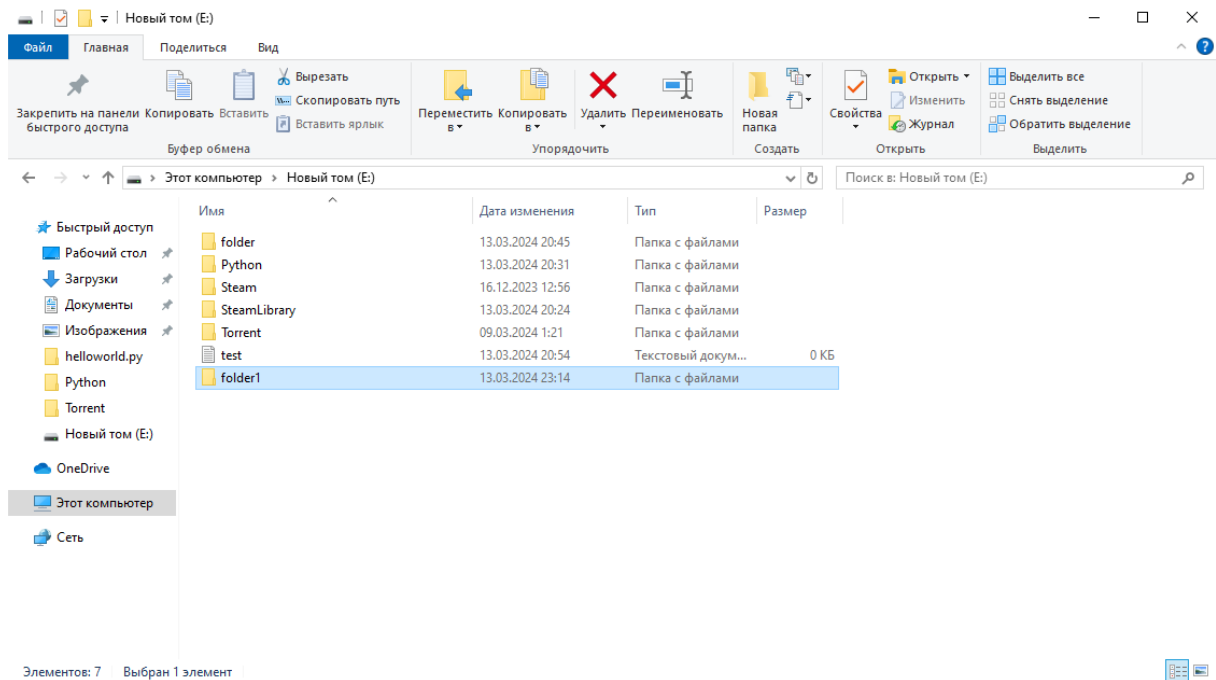 Новый том (E:)
Файл Главная Поделиться Вид
Закрепить на панели быстрого доступа
Копировать
Вставить
Вырезать
Скопировать путь
Вставить ярлык
Буфер обмена
Переместить в
Копировать в
Удалить
Переименовать
Упорядочить
Новая папка
Создать
Свойства
Открыть
Изменить
Журнал
Открыть
Выделить все
Снять выделение
Обратить выделение
Выделить
Этот компьютер › Новый том (E:)
Поиск в: Новый том (E:)
Быстрый доступ
Рабочий стол
Загрузки
Документы
Изображения
helloworld.py
Python
Torrent
Новый том (E:)
OneDrive
Этот компьютер
Сеть
Имя Дата изменения Тип Размер
folder 13.03.2024 20:45 Папка с файлами
Python 13.03.2024 20:31 Папка с файлами
Steam 16.12.2023 12:56 Папка с файлами
SteamLibrary 13.03.2024 20:24 Папка с файлами
Torrent 09.03.2024 1:21 Папка с файлами
test 13.03.2024 20:54 Текстовый докум... 0 КБ
folder1 13.03.2024 23:14 Папка с файлами
Элементов: 7 Выбран 1 элемент